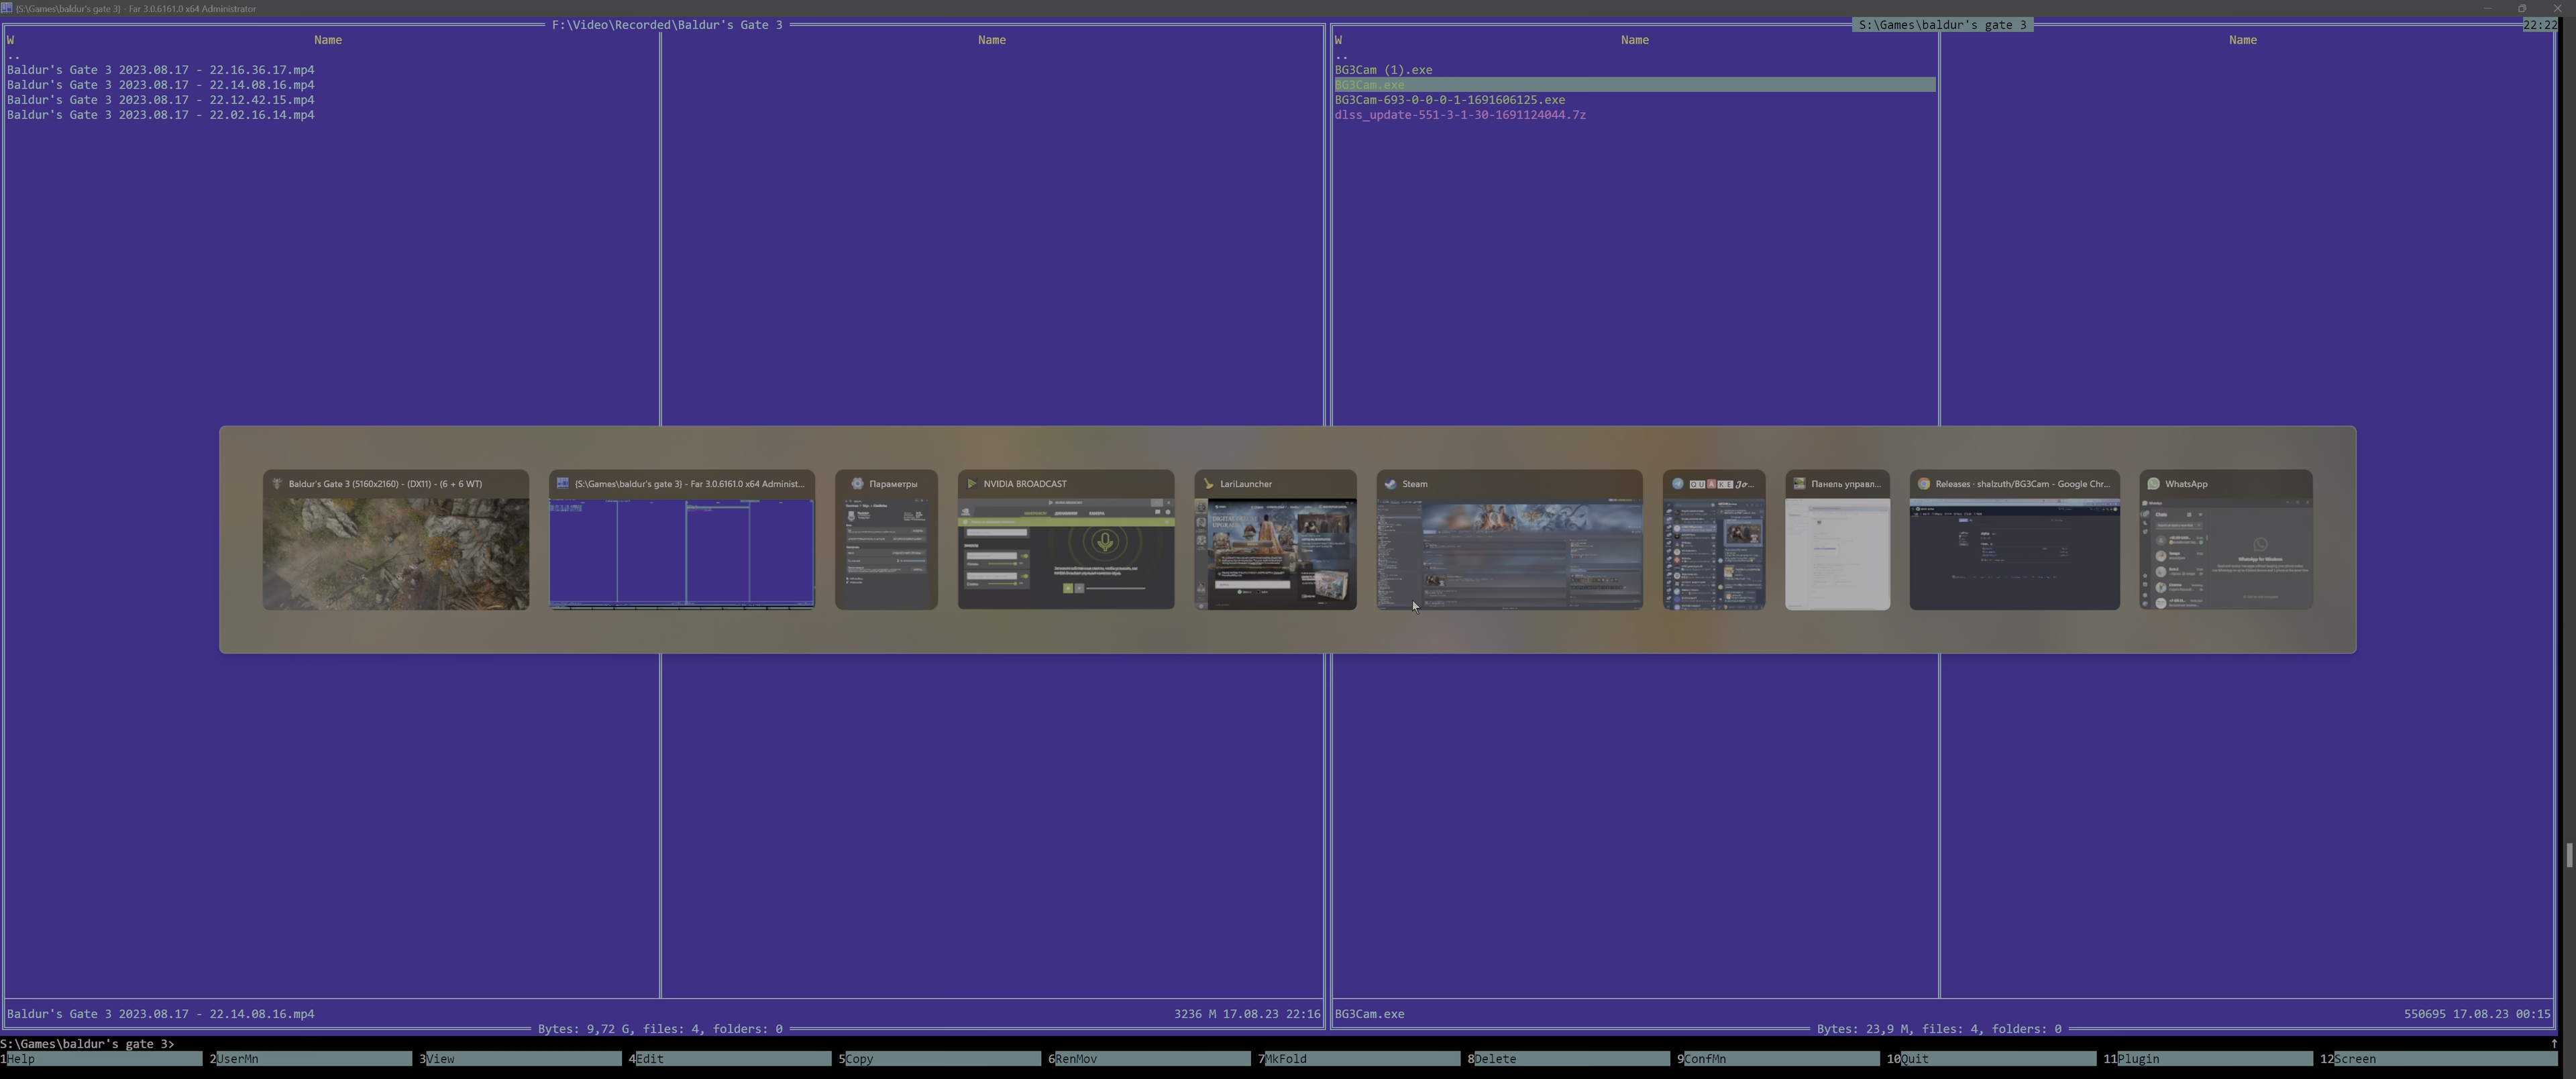 {S:\Games\baldur's gate 3} - Far 3.0.6161.0 x64 Administrator
F:\Video\Recorded\Baldur's Gate 3
W Name Name
..
Baldur's Gate 3 2023.08.17 - 22.16.36.17.mp4
Baldur's Gate 3 2023.08.17 - 22.14.08.16.mp4
Baldur's Gate 3 2023.08.17 - 22.12.42.15.mp4
Baldur's Gate 3 2023.08.17 - 22.02.16.14.mp4
S:\Games\baldur's gate 3
22:22
W Name Name
..
BG3Cam (1).exe
BG3Cam.exe
BG3Cam-693-0-0-0-1-1691606125.exe
dlss_update-551-3-1-30-1691124044.7z
Baldur's Gate 3 (5160x2160) - (DX11) - (6 + 6 WT)
{S:\Games\baldur's gate 3} - Far 3.0.6161.0 x64 Administ...
Параметры
NVIDIA BROADCAST
LariLauncher
Steam
QUAKE Jo...
Панель управл...
Releases · shalzuth/BG3Cam - Google Chr...
WhatsApp
Baldur's Gate 3 2023.08.17 - 22.14.08.16.mp4 3236 M 17.08.23 22:16
Bytes: 9,72 G, files: 4, folders: 0
BG3Cam.exe 550695 17.08.23 00:15
Bytes: 23,9 M, files: 4, folders: 0
S:\Games\baldur's gate 3>
1Help 2UserMn 3View 4Edit 5Copy 6RenMov 7MkFold 8Delete 9ConfMn 10Quit 11Plugin 12Screen